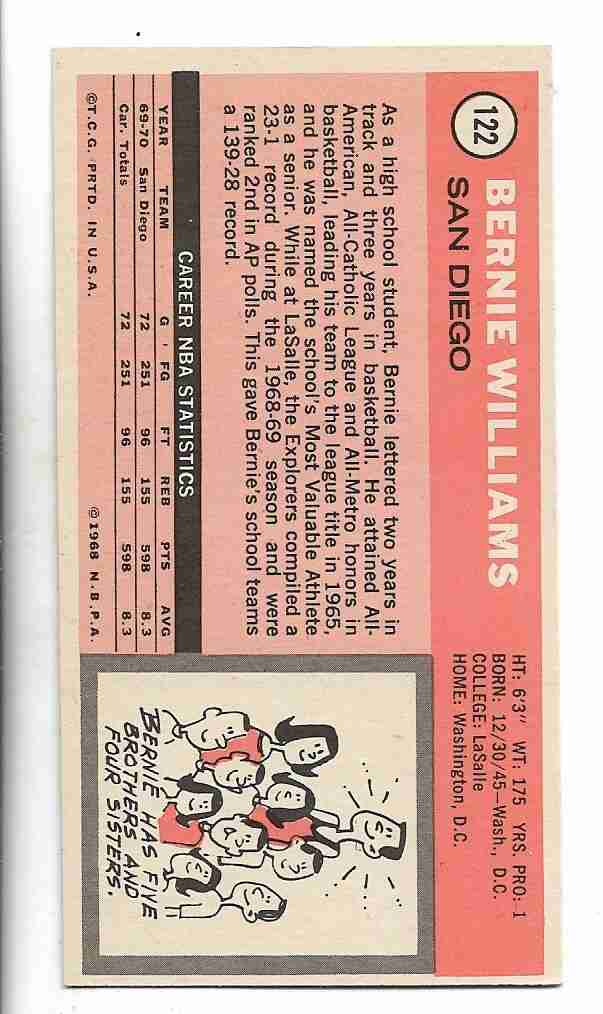 122
BERNIE WILLIAMS
SAN DIEGO
HT: 6'3" WT: 175 YRS. PRO: 1
BORN: 12/30/45—Wash., D.C.
COLLEGE: LaSalle
HOME: Washington, D.C.
As a high school student, Bernie lettered two years in
track and three years in basketball. He attained All-
American, All-Catholic League and All-Metro honors in
basketball, leading his team to the league title in 1965,
and he was named the school's Most Valuable Athlete
as a senior. While at LaSalle, the Explorers compiled a
23-1 record during the 1968-69 season and were
ranked 2nd in AP polls. This gave Bernie's school teams
a 139-28 record.
CAREER NBA STATISTICS
YEAR TEAM G FG FT REB PTS AVG
69-70 San Diego 72 251 96 155 598 8.3
Car. Totals 72 251 96 155 598 8.3
©T.C.G. PRTD. IN U.S.A. ©1968 N.B.P.A.
BERNIE HAS FIVE
BROTHERS AND
FOUR SISTERS.